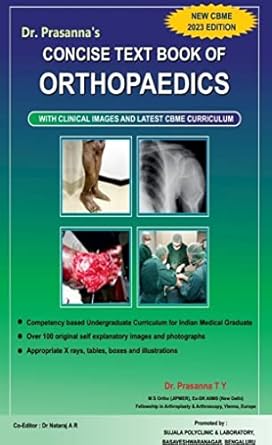 NEW CBME
2023 EDITION
Dr. Prasanna's
CONCISE TEXT BOOK OF
ORTHOPAEDICS
WITH CLINICAL IMAGES AND LATEST CBME CURRICULUM
• Competency based Undergraduate Curriculum for Indian Medical Graduate
• Over 100 original self explanatory images and photographs
• Appropriate X rays, tables, boxes and illustrations
Dr. Prasanna T Y
M S Ortho (JIPMER), Ex-SR AIIMS (New Delhi)
Fellowship in Arthroplasty & Arthroscopy, Vienna, Europe
Co-Editor : Dr Nataraj A R
Promoted by :
SUJALA POLYCLINIC & LABORATORY,
BASAVESHWARNAGAR, BENGALURU